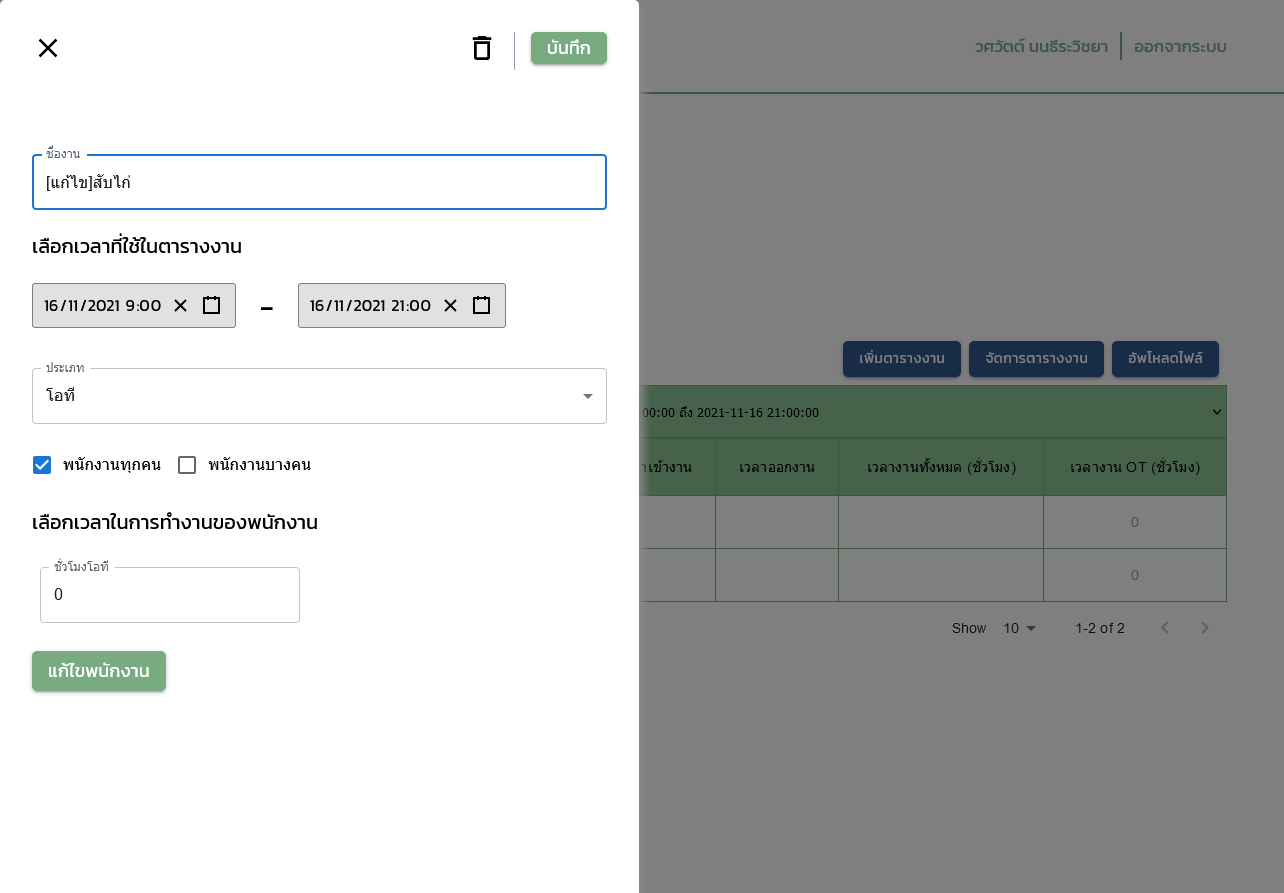 บันทึก
วศวัตต์ นนธีระวิชยา
ออกจากระบบ
ชื่องาน
[แก้ไข]สับไก่
เลือกเวลาที่ใช้ในตารางงาน
16/11/2021 9:00 – 16/11/2021 21:00
เพิ่มตารางงาน
จัดการตารางงาน
อัพโหลดไฟล์
ประเภท
โอที
00:00 ถึง 2021-11-16 21:00:00
พนักงานทุกคน
พนักงานบางคน
เข้างาน
เวลาออกงาน
เวลางานทั้งหมด (ชั่วโมง)
เวลางาน OT (ชั่วโมง)
เลือกเวลาในการทำงานของพนักงาน
0
ชั่วโมงโอที
0
0
Show 10
1-2 of 2
แก้ไขพนักงาน